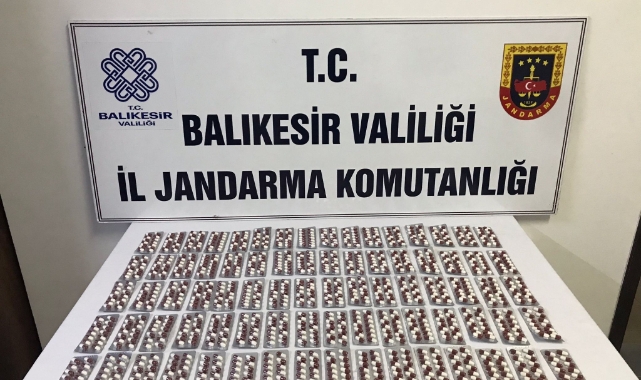 T.C.
BALIKESİR VALİLİĞİ
İL JANDARMA KOMUTANLIĞI
T.C.
BALIKESİR
VALİLİĞİ
JANDARMA